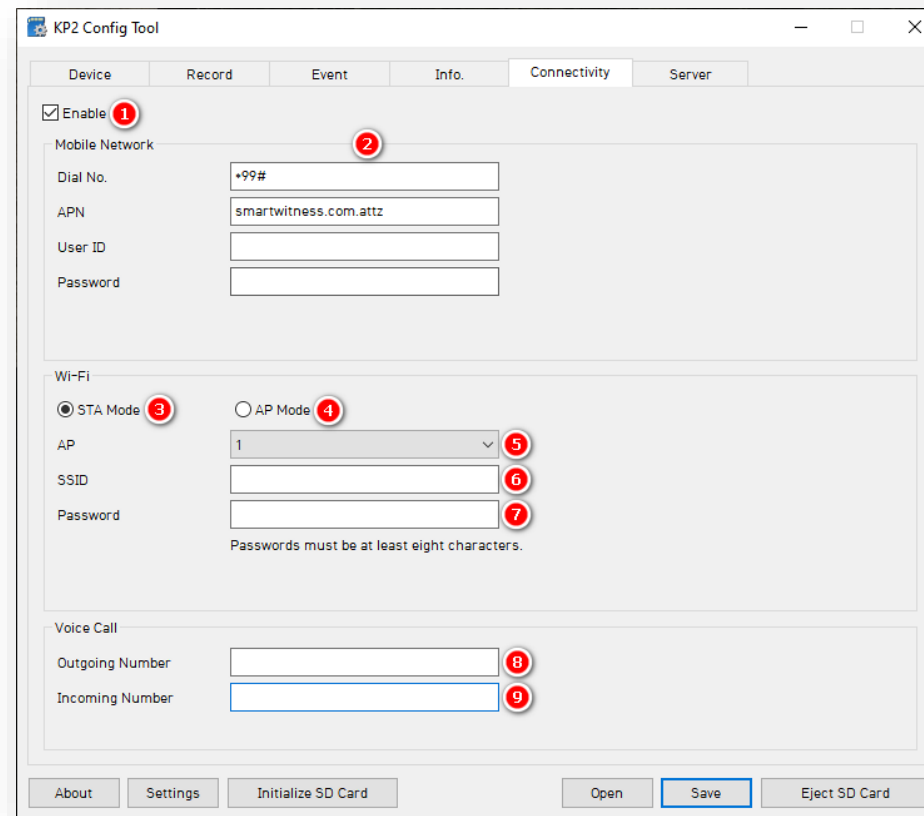 KP2 Config Tool
Device Record Event Info. Connectivity Server
Enable 1
Mobile Network 2
Dial No. *99#
APN smartwitness.com.attz
User ID
Password
Wi-Fi
STA Mode 3 AP Mode 4
AP 1 5
SSID 6
Password 7
Passwords must be at least eight characters.
Voice Call
Outgoing Number 8
Incoming Number 9
About Settings Initialize SD Card Open Save Eject SD Card